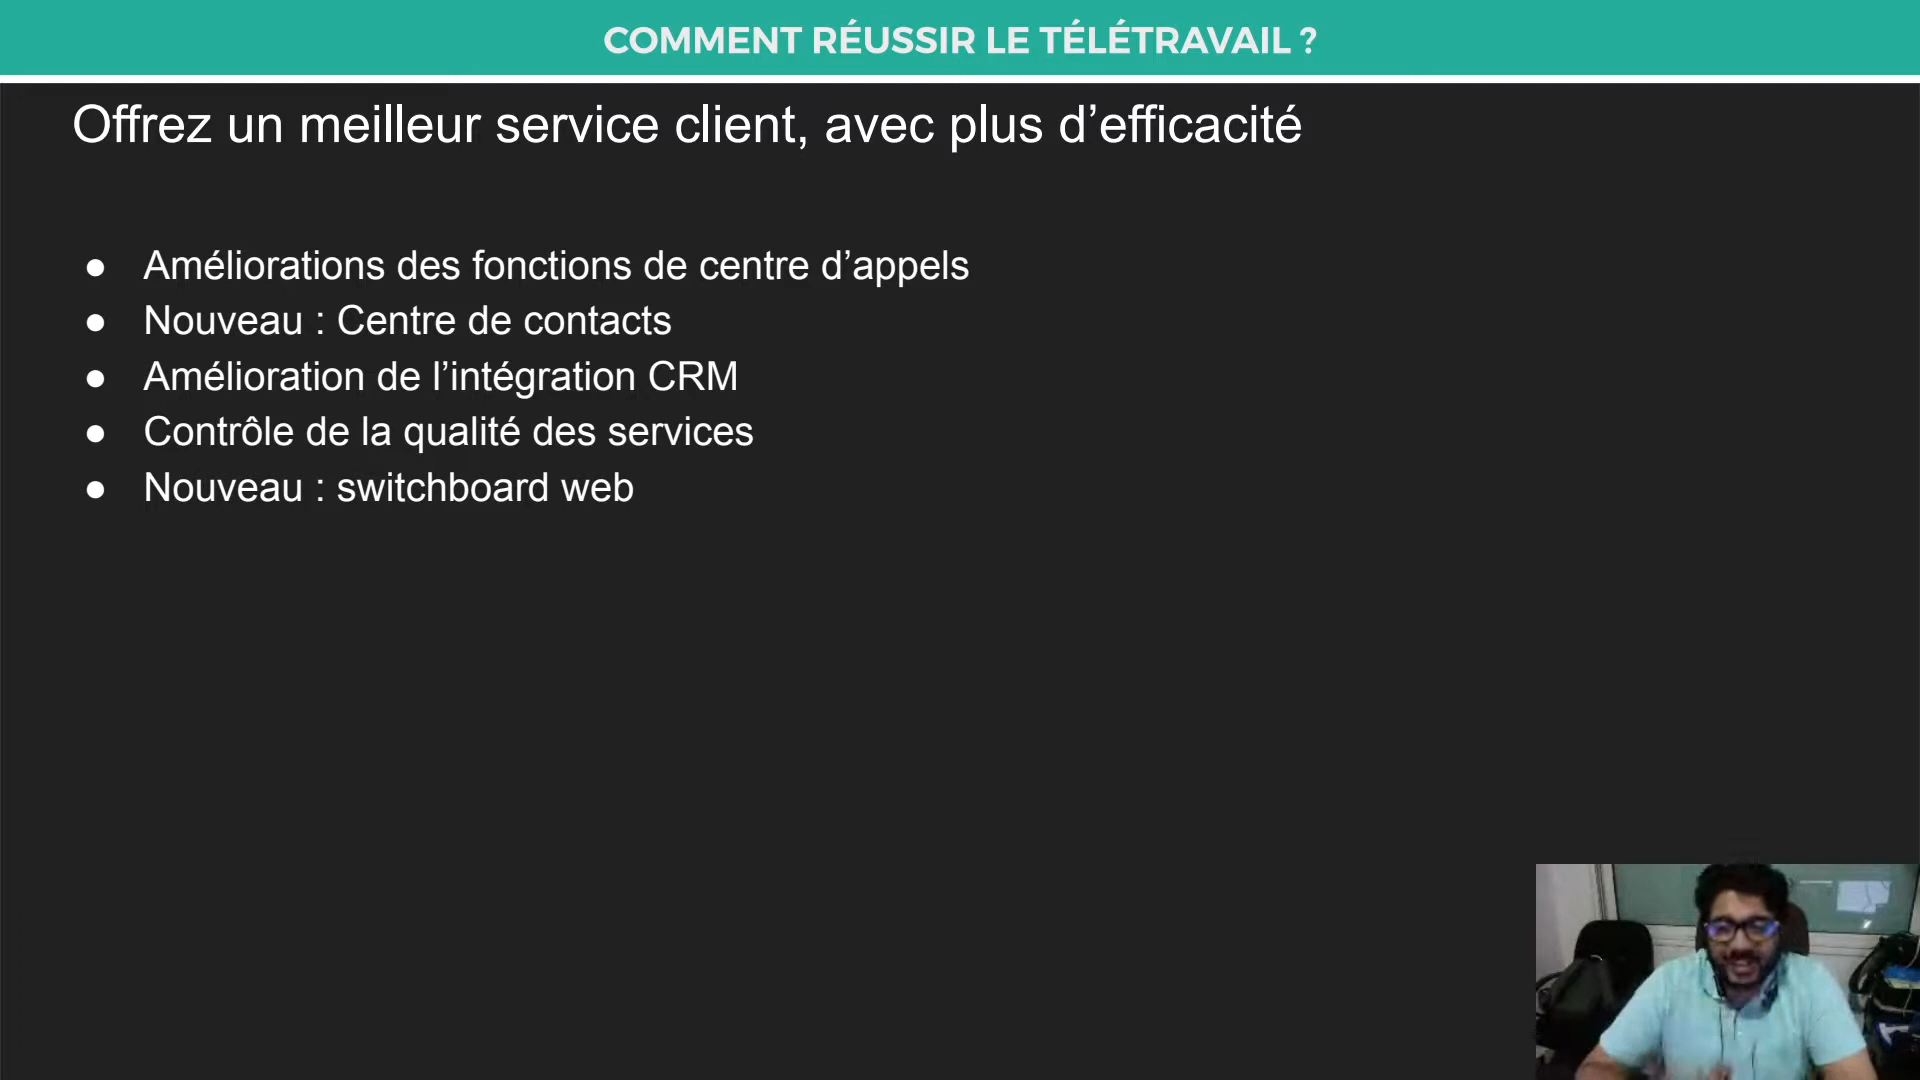 COMMENT RÉUSSIR LE TÉLÉTRAVAIL ?
Offrez un meilleur service client, avec plus d’efficacité
● Améliorations des fonctions de centre d’appels
● Nouveau : Centre de contacts
● Amélioration de l’intégration CRM
● Contrôle de la qualité des services
● Nouveau : switchboard web